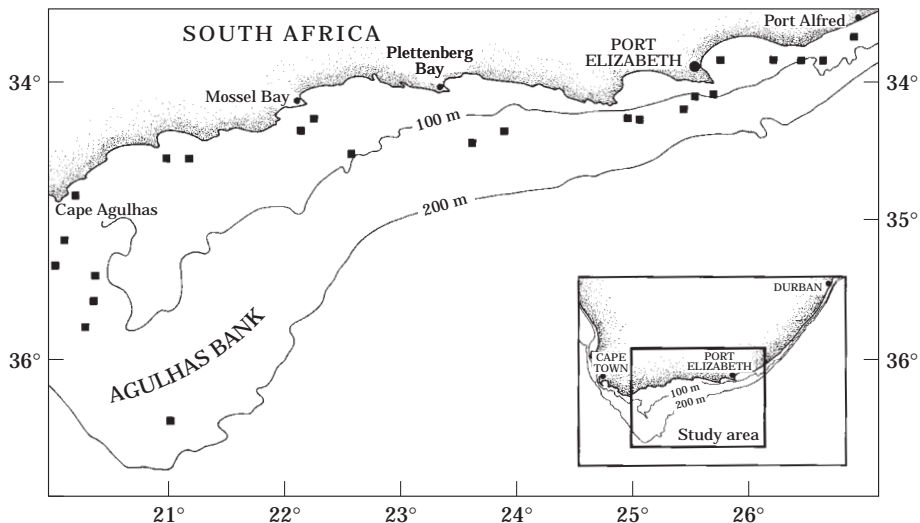 SOUTH AFRICA
Port Alfred
PORT
ELIZABETH
Plettenberg
Bay
Mossel Bay
34°
34°
100 m
200 m
Cape Agulhas
35°
AGULHAS BANK
36°
36°
DURBAN
CAPE
TOWN
PORT
ELIZABETH
100 m
200 m
Study area
21°
22°
23°
24°
25°
26°